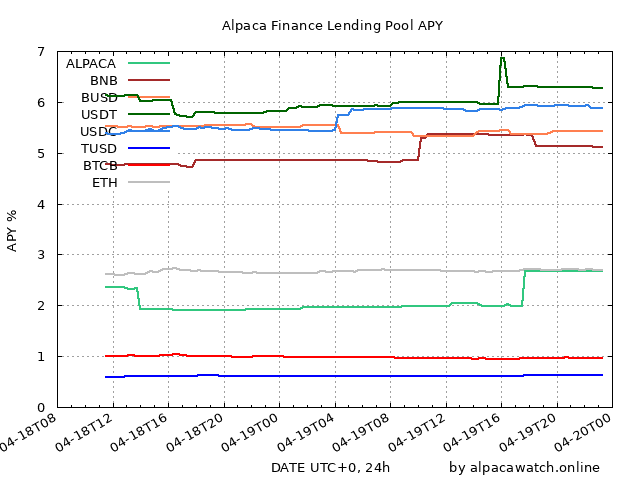 Alpaca Finance Lending Pool APY
7
6
5
4
3
2
1
0
APY %
ALPACA
BNB
BUSD
USDT
USDC
TUSD
BTCB
ETH
04-18T08
04-18T12
04-18T16
04-18T20
04-19T00
04-19T04
04-19T08
04-19T12
04-19T16
04-19T20
04-20T00
DATE UTC+0, 24h
by alpacawatch.online